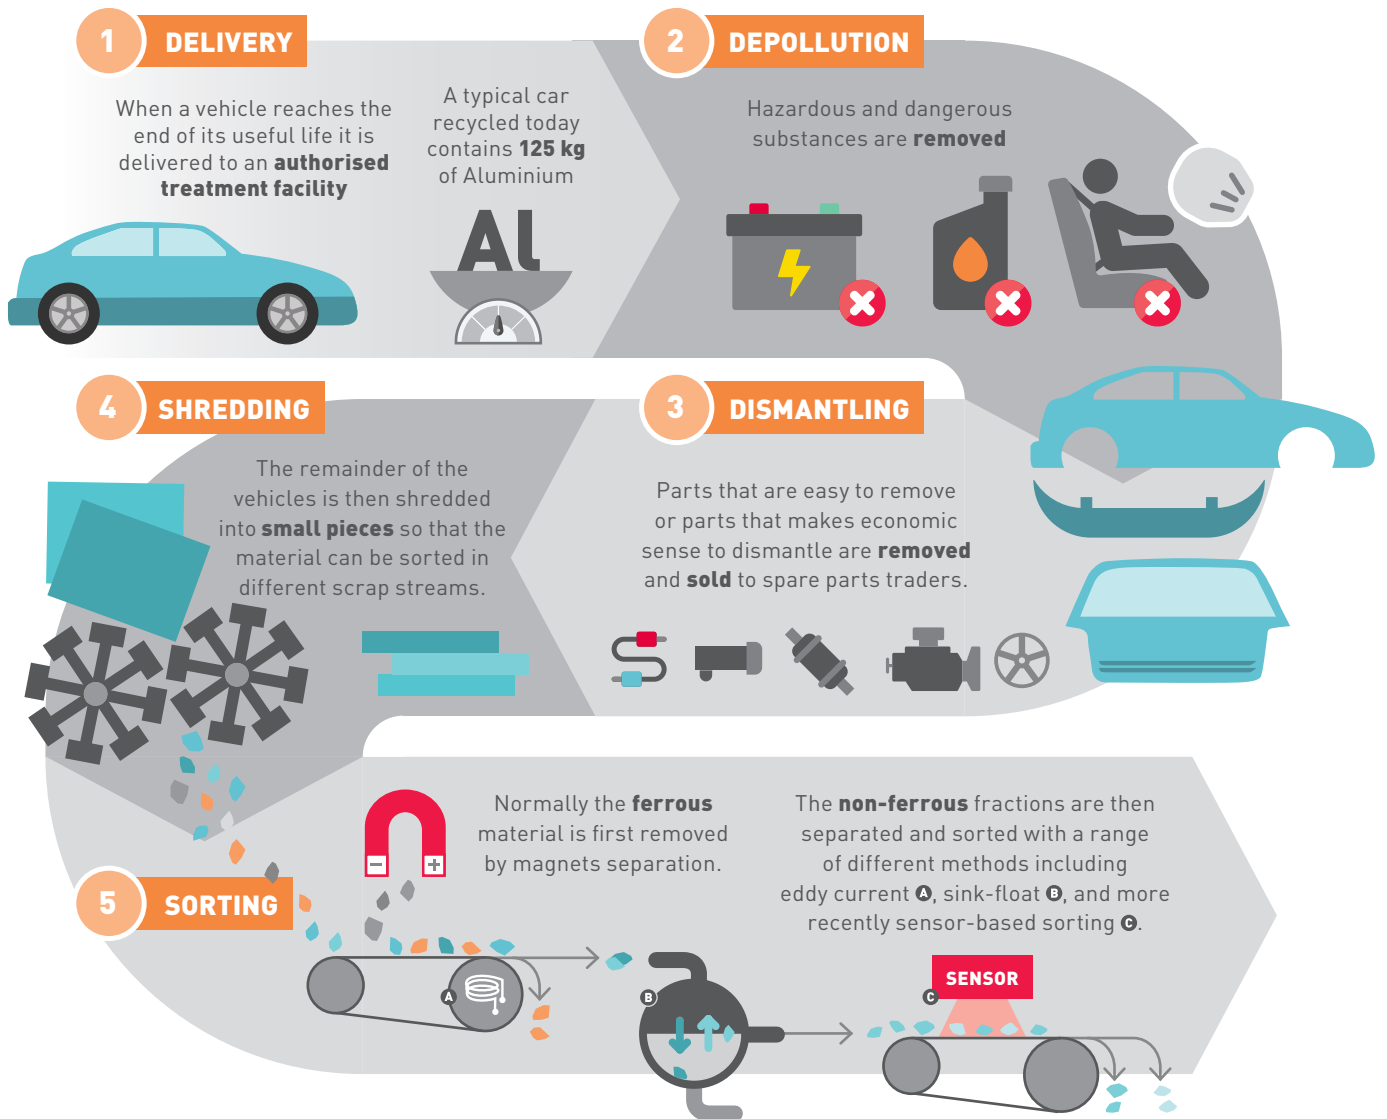 1 DELIVERY
When a vehicle reaches the
end of its useful life it is
delivered to an authorised
treatment facility
A typical car
recycled today
contains 125 kg
of Aluminium
Al
2 DEPOLLUTION
Hazardous and dangerous
substances are removed
3 DISMANTLING
Parts that are easy to remove
or parts that makes economic
sense to dismantle are removed
and sold to spare parts traders.
4 SHREDDING
The remainder of the
vehicles is then shredded
into small pieces so that the
material can be sorted in
different scrap streams.
5 SORTING
Normally the ferrous
material is first removed
by magnets separation.
The non-ferrous fractions are then
separated and sorted with a range
of different methods including
eddy current A, sink-float B, and more
recently sensor-based sorting C.
A
B
C
SENSOR